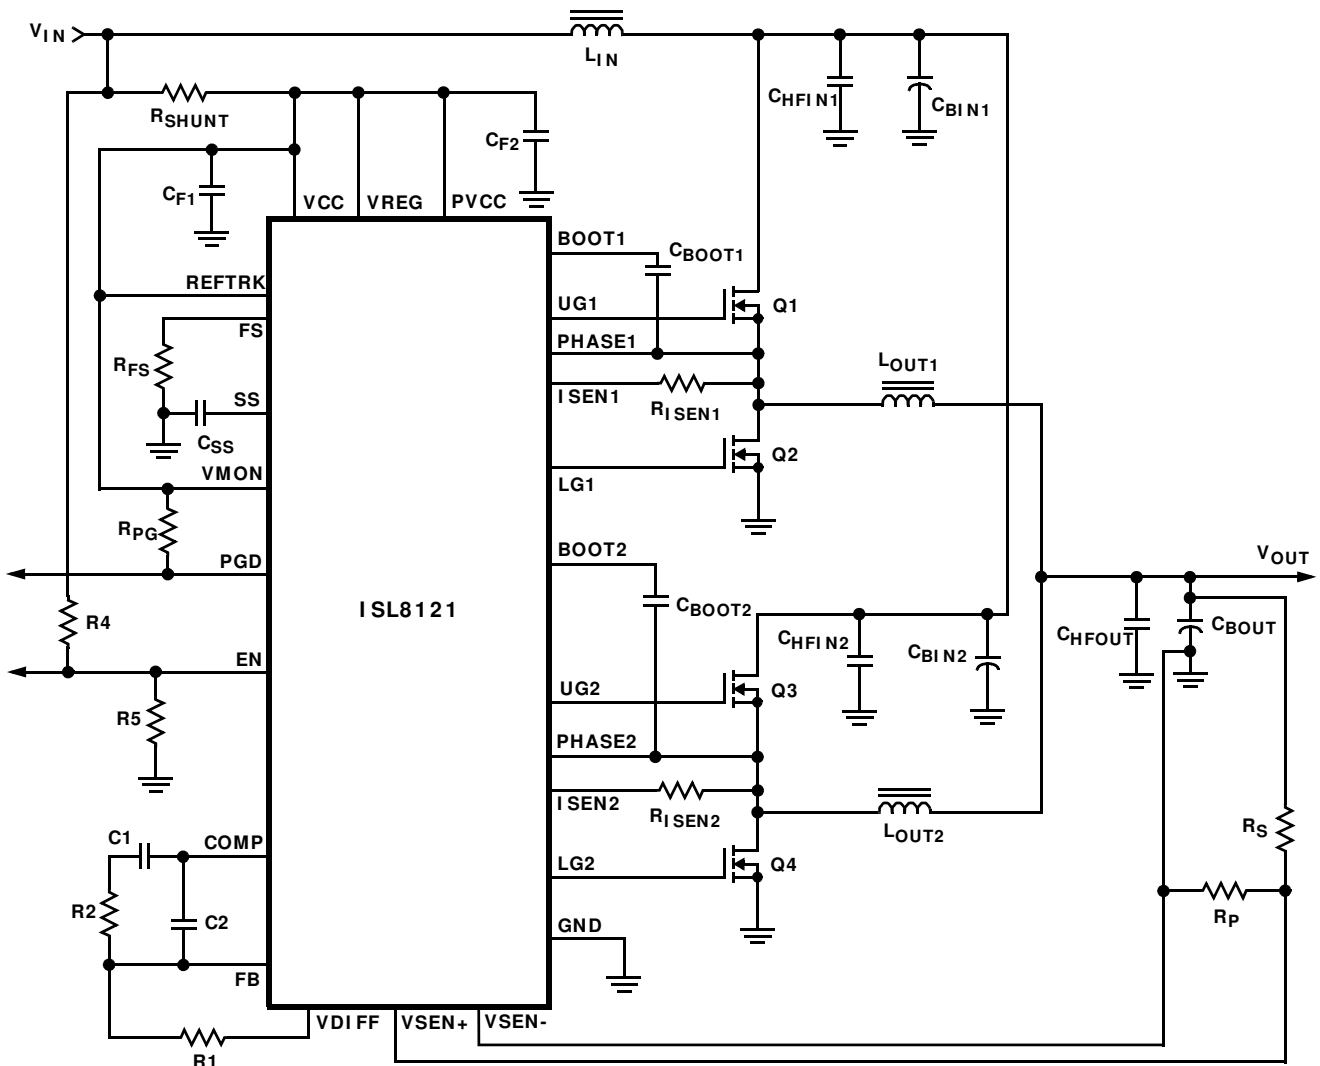 VIN
LIN
CHFIN1
CBIN1
RSHUNT
CF2
CF1
VCC
VREG
PVCC
BOOT1
CBOOT1
REFTRK
UG1
Q1
FS
PHASE1
RFS
LOUT1
SS
ISEN1
RISEN1
CSS
Q2
VMON
LG1
RPG
PGD
BOOT2
VOUT
ISL8121
CBOOT2
R4
CHFIN2
CBIN2
CHFOUT
CBOUT
EN
UG2
Q3
R5
PHASE2
ISEN2
RISEN2
LOUT2
RS
C1
COMP
LG2
Q4
R2
C2
GND
RP
FB
VDIFF
VSEN+
VSEN-
R1